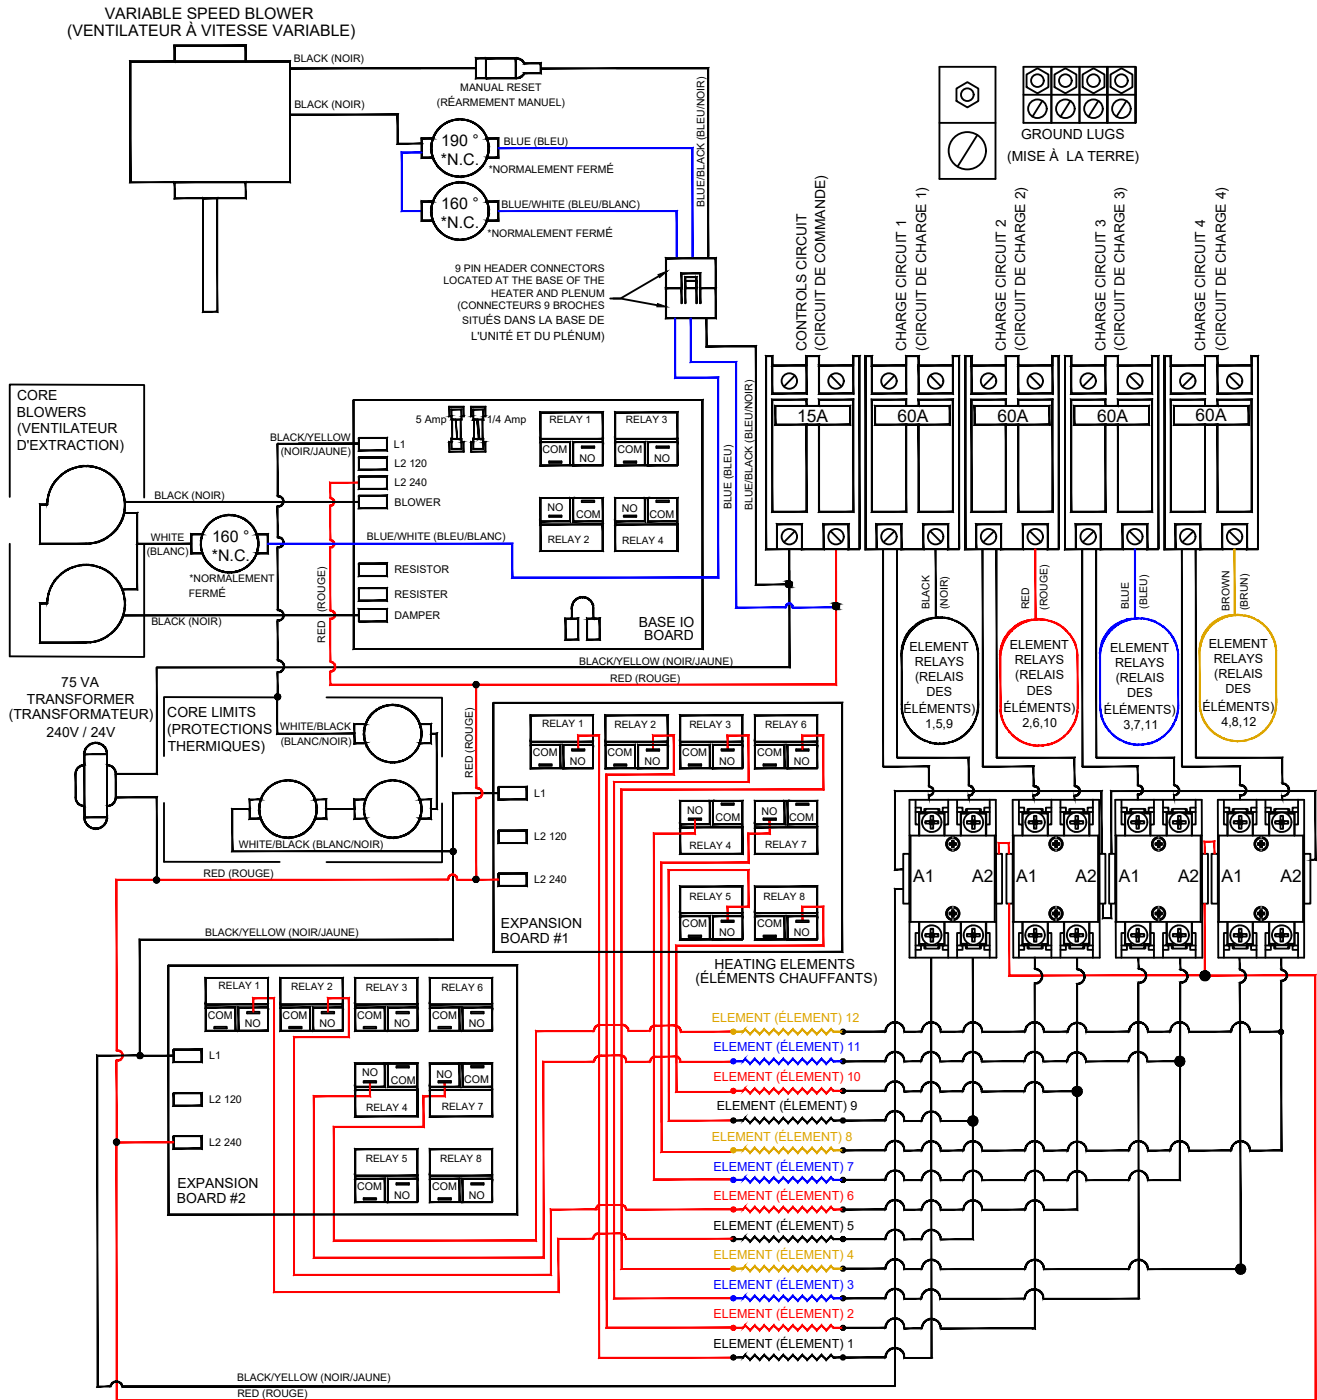 VARIABLE SPEED BLOWER
(VENTILATEUR À VITESSE VARIABLE)
BLACK (NOIR)
MANUAL RESET
(RÉARMEMENT MANUEL)
BLACK (NOIR)
190 °
*N.C.
BLUE (BLEU)
*NORMALEMENT FERMÉ
160 °
*N.C.
BLUE/WHITE (BLEU/BLANC)
*NORMALEMENT FERMÉ
BLUE/BLACK (BLEU/NOIR)
GROUND LUGS
(MISE À LA TERRE)
9 PIN HEADER CONNECTORS
LOCATED AT THE BASE OF THE
HEATER AND PLENUM
(CONNECTEURS 9 BROCHES
SITUÉS DANS LA BASE DE
L'UNITÉ ET DU PLÉNUM)
CONTROLS CIRCUIT
(CIRCUIT DE COMMANDE)
CHARGE CIRCUIT 1
(CIRCUIT DE CHARGE 1)
CHARGE CIRCUIT 2
(CIRCUIT DE CHARGE 2)
CHARGE CIRCUIT 3
(CIRCUIT DE CHARGE 3)
CHARGE CIRCUIT 4
(CIRCUIT DE CHARGE 4)
15A
60A
60A
60A
60A
CORE
BLOWERS
(VENTILATEUR
D'EXTRACTION)
BLACK (NOIR)
WHITE
(BLANC)
160 °
*N.C.
*NORMALEMENT
FERMÉ
BLACK (NOIR)
BLACK/YELLOW
(NOIR/JAUNE)
5 Amp
1/4 Amp
L1
L2 120
L2 240
BLOWER
RESISTOR
RESISTER
DAMPER
RELAY 1
COM
NO
RELAY 3
COM
NO
NO
COM
RELAY 2
NO
COM
RELAY 4
BLUE/WHITE (BLEU/BLANC)
BASE IO
BOARD
RED (ROUGE)
BLUE (BLEU)
BLUE/BLACK (BLEU/NOIR)
BLACK/YELLOW (NOIR/JAUNE)
RED (ROUGE)
BLACK
(NOIR)
RED
(ROUGE)
BLUE
(BLEU)
BROWN
(BRUN)
ELEMENT
RELAYS
(RELAIS
DES
ÉLÉMENTS)
1,5,9
ELEMENT
RELAYS
(RELAIS
DES
ÉLÉMENTS)
2,6,10
ELEMENT
RELAYS
(RELAIS
DES
ÉLÉMENTS)
3,7,11
ELEMENT
RELAYS
(RELAIS
DES
ÉLÉMENTS)
4,8,12
75 VA
TRANSFORMER
(TRANSFORMATEUR)
240V / 24V
CORE LIMITS
(PROTECTIONS
THERMIQUES)
WHITE/BLACK
(BLANC/NOIR)
WHITE/BLACK (BLANC/NOIR)
RED (ROUGE)
RED (ROUGE)
BLACK/YELLOW (NOIR/JAUNE)
RELAY 1
COM
NO
RELAY 2
COM
NO
RELAY 3
COM
NO
RELAY 6
COM
NO
L1
L2 120
L2 240
NO
COM
RELAY 4
NO
COM
RELAY 7
RELAY 5
COM
NO
RELAY 8
COM
NO
EXPANSION
BOARD #1
A1
A2
A1
A2
A1
A2
A1
A2
RELAY 1
COM
NO
RELAY 2
COM
NO
RELAY 3
COM
NO
RELAY 6
COM
NO
L1
L2 120
L2 240
NO
COM
RELAY 4
NO
COM
RELAY 7
RELAY 5
COM
NO
RELAY 8
COM
NO
EXPANSION
BOARD #2
HEATING ELEMENTS
(ÉLÉMENTS CHAUFFANTS)
ELEMENT (ÉLEMENT) 12
ELEMENT (ÉLEMENT) 11
ELEMENT (ÉLEMENT) 10
ELEMENT (ÉLEMENT) 9
ELEMENT (ÉLEMENT) 8
ELEMENT (ÉLEMENT) 7
ELEMENT (ÉLEMENT) 6
ELEMENT (ÉLEMENT) 5
ELEMENT (ÉLEMENT) 4
ELEMENT (ÉLEMENT) 3
ELEMENT (ÉLEMENT) 2
ELEMENT (ÉLEMENT) 1
BLACK/YELLOW (NOIR/JAUNE)
RED (ROUGE)